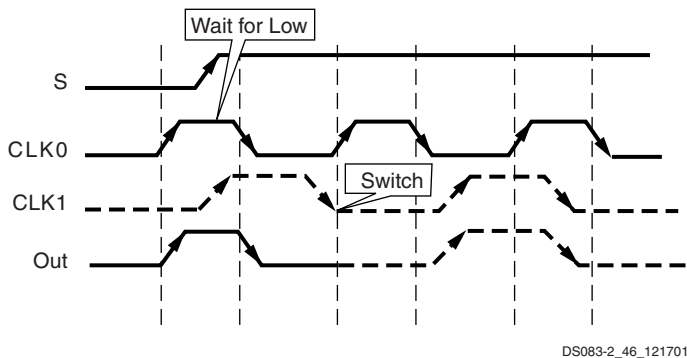 Wait for Low
S
CLK0
CLK1
Switch
Out
DS083-2_46_121701